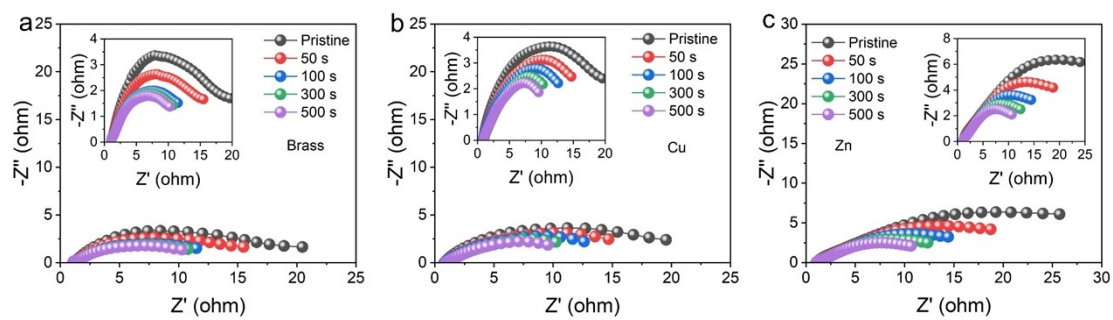 a
25
20
15
10
5
0
-Z" (ohm)
0 5 10 15 20 25
Z' (ohm)
4
3
2
1
0
-Z" (ohm)
0 5 10 15 20
Z' (ohm)
Pristine
50 s
100 s
300 s
500 s
Brass
b
25
20
15
10
5
0
-Z" (ohm)
0 5 10 15 20 25
Z' (ohm)
4
3
2
1
0
-Z" (ohm)
0 5 10 15 20
Z' (ohm)
Pristine
50 s
100 s
300 s
500 s
Cu
c
30
25
20
15
10
5
0
-Z" (ohm)
0 5 10 15 20 25 30
Z' (ohm)
Pristine
50 s
100 s
300 s
500 s
Zn
8
6
4
2
0
-Z" (ohm)
0 5 10 15 20 25
Z' (ohm)